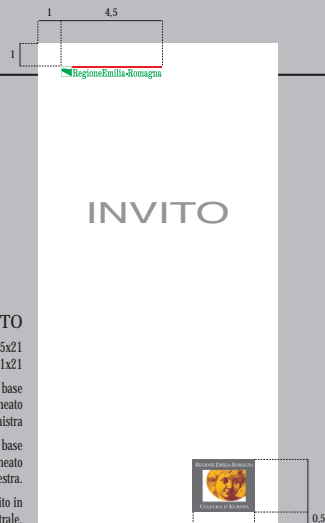 1 4,5
1
RegioneEmilia-Romagna
INVITO
TO
5x21
1x21
base
neato
nistra
base
neato
estra.
ito in
trale.
REGIONE EMILIA-ROMAGNA
CULTURA D'EUROPA
0,5